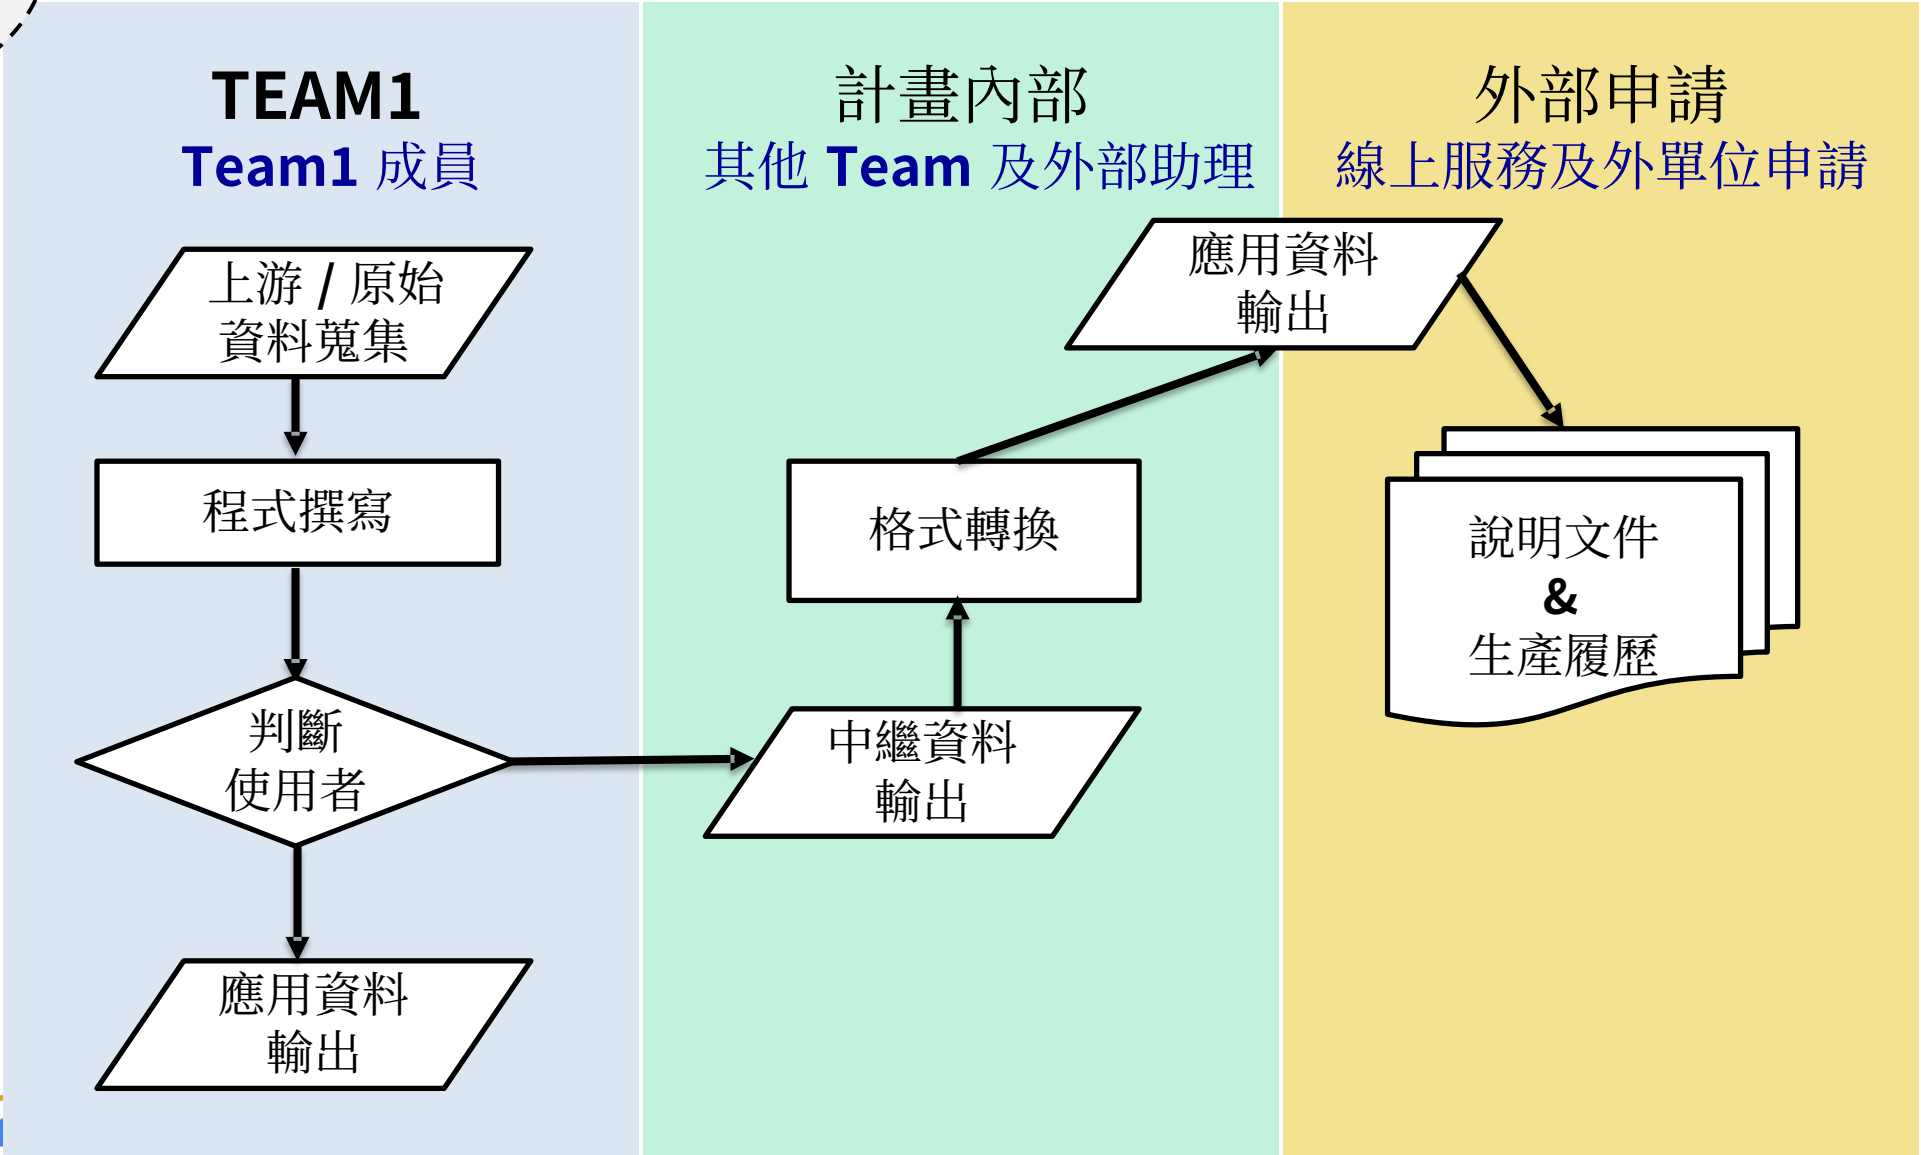 TEAM1
Team1 成員
上游 / 原始
資料蒐集
程式撰寫
判斷
使用者
應用資料
輸出
計畫內部
其他 Team 及外部助理
應用資料
輸出
格式轉換
中繼資料
輸出
外部申請
線上服務及外單位申請
說明文件
&
生產履歷